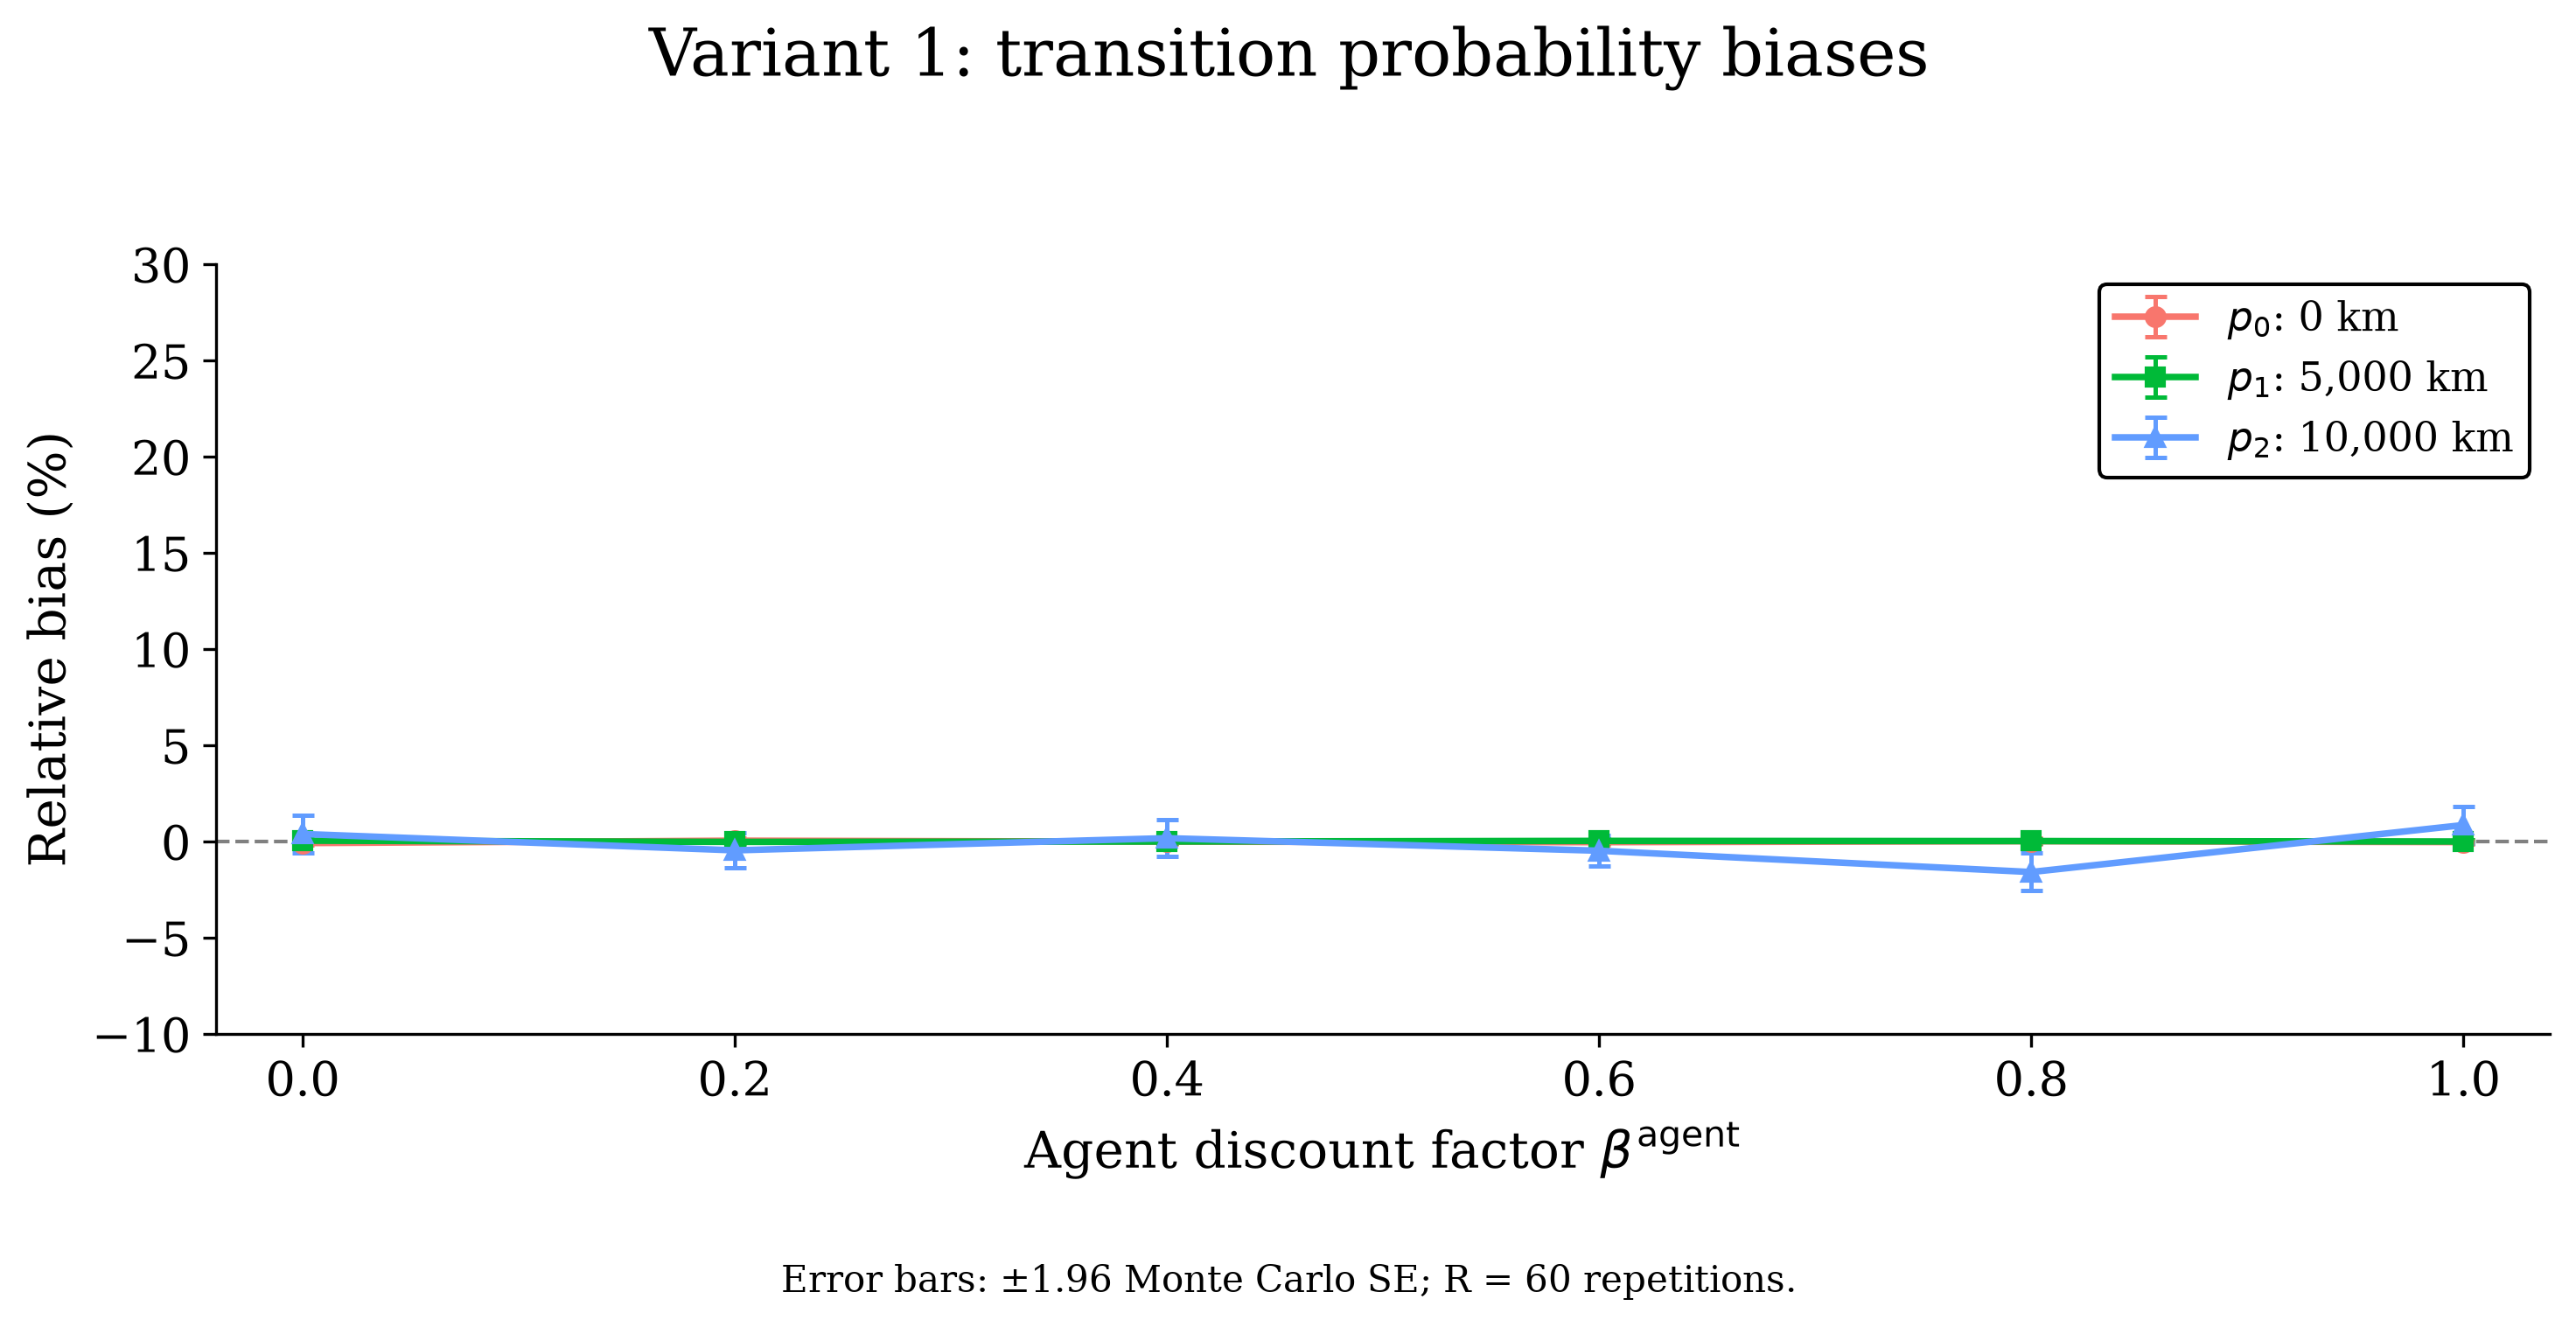 Variant 1: transition probability biases
30
25
20
15
10
5
0
−5
−10
Relative bias (%)
p₀: 0 km
p₁: 5,000 km
p₂: 10,000 km
0.0 0.2 0.4 0.6 0.8 1.0
Agent discount factor β^agent
Error bars: ±1.96 Monte Carlo SE; R = 60 repetitions.